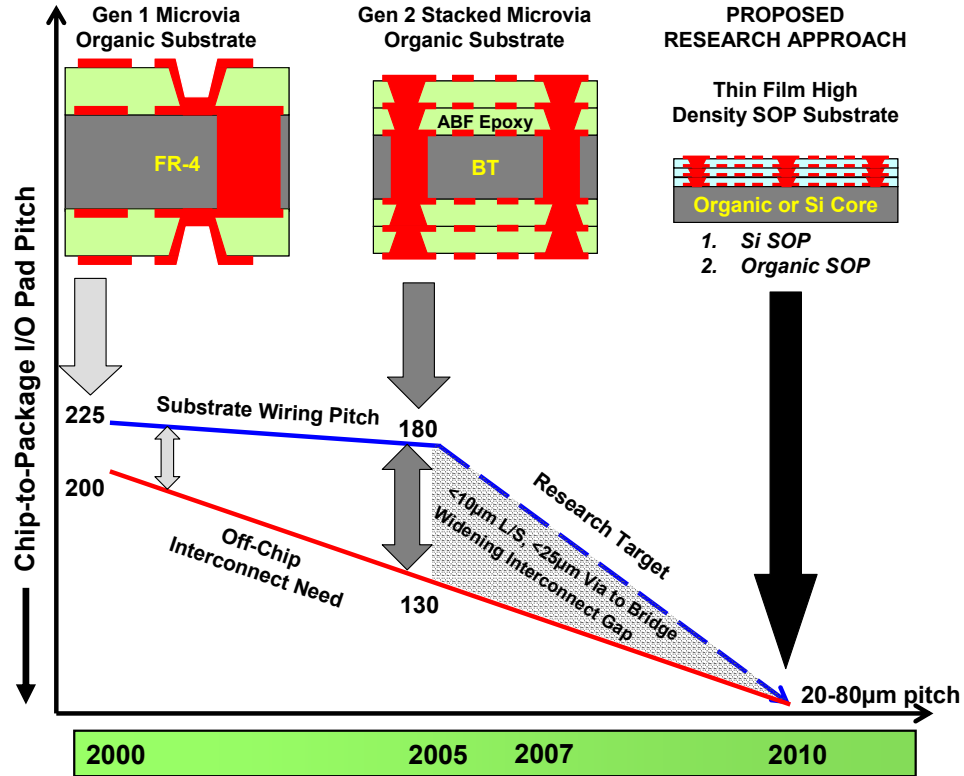 Gen 1 Microvia
Organic Substrate
Gen 2 Stacked Microvia
Organic Substrate
PROPOSED
RESEARCH APPROACH
Thin Film High
Density SOP Substrate
FR-4
ABF Epoxy
BT
Organic or Si Core
1. Si SOP
2. Organic SOP
Chip-to-Package I/O Pad Pitch
225
Substrate Wiring Pitch
180
200
Off-Chip
Interconnect Need
130
Research Target
<10µm L/S, <25µm Via to Bridge
Widening Interconnect Gap
20-80µm pitch
2000
2005
2007
2010